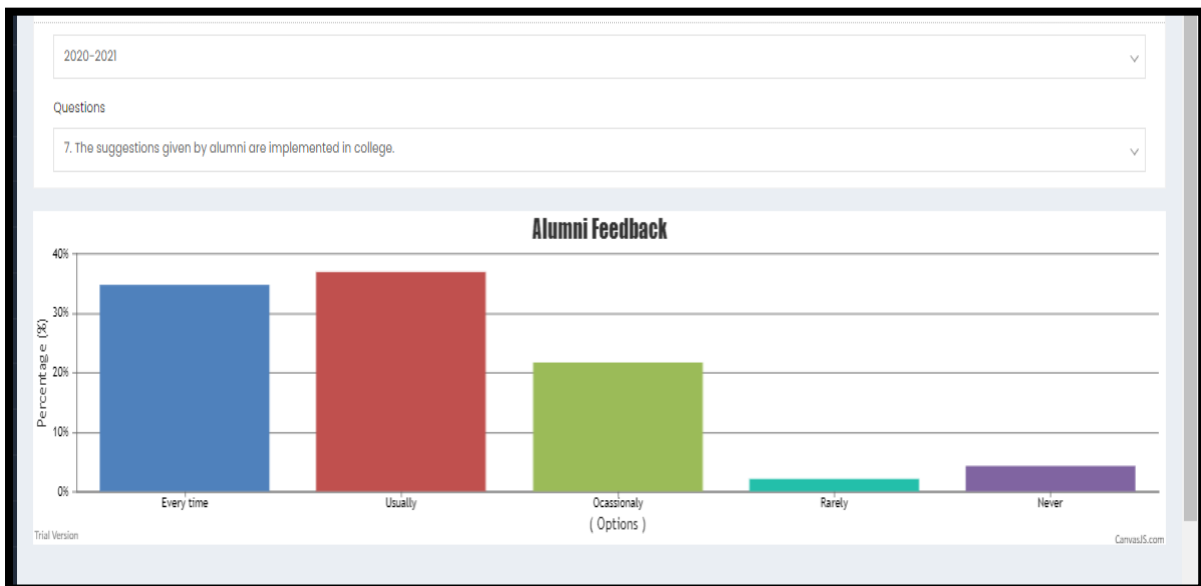 2020-2021
Questions
7. The suggestions given by alumni are implemented in college.
Alumni Feedback
40%
30%
20%
10%
0%
Percentage (%)
Every time
Usually
Ocassionaly
Rarely
Never
( Options )
Trial Version
CanvasJS.com